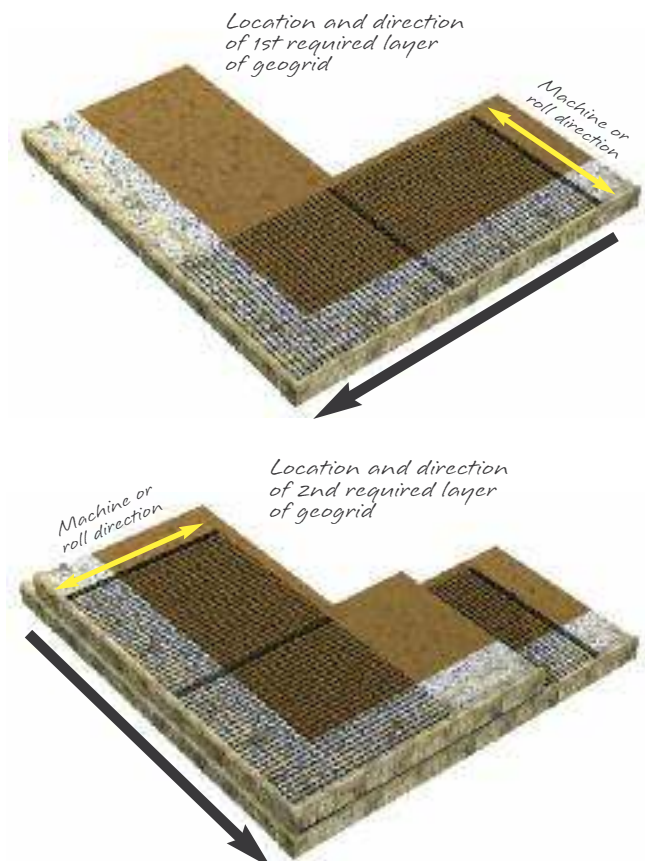 Location and direction
of 1st required layer
of geogrid
Machine or
roll direction
Location and direction
of 2nd required layer
of geogrid
Machine or
roll direction